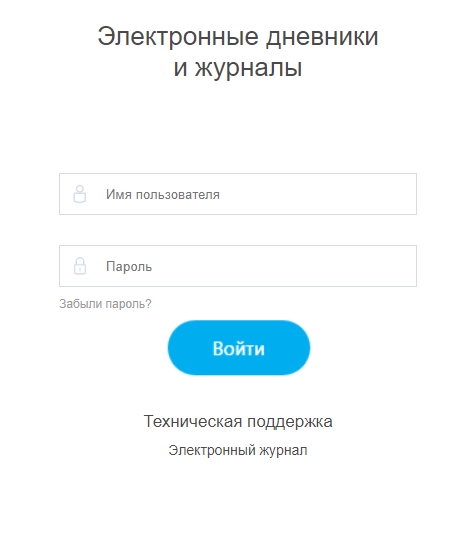 Электронные дневники
и журналы
Имя пользователя
Пароль
Забыли пароль?
Войти
Техническая поддержка
Электронный журнал